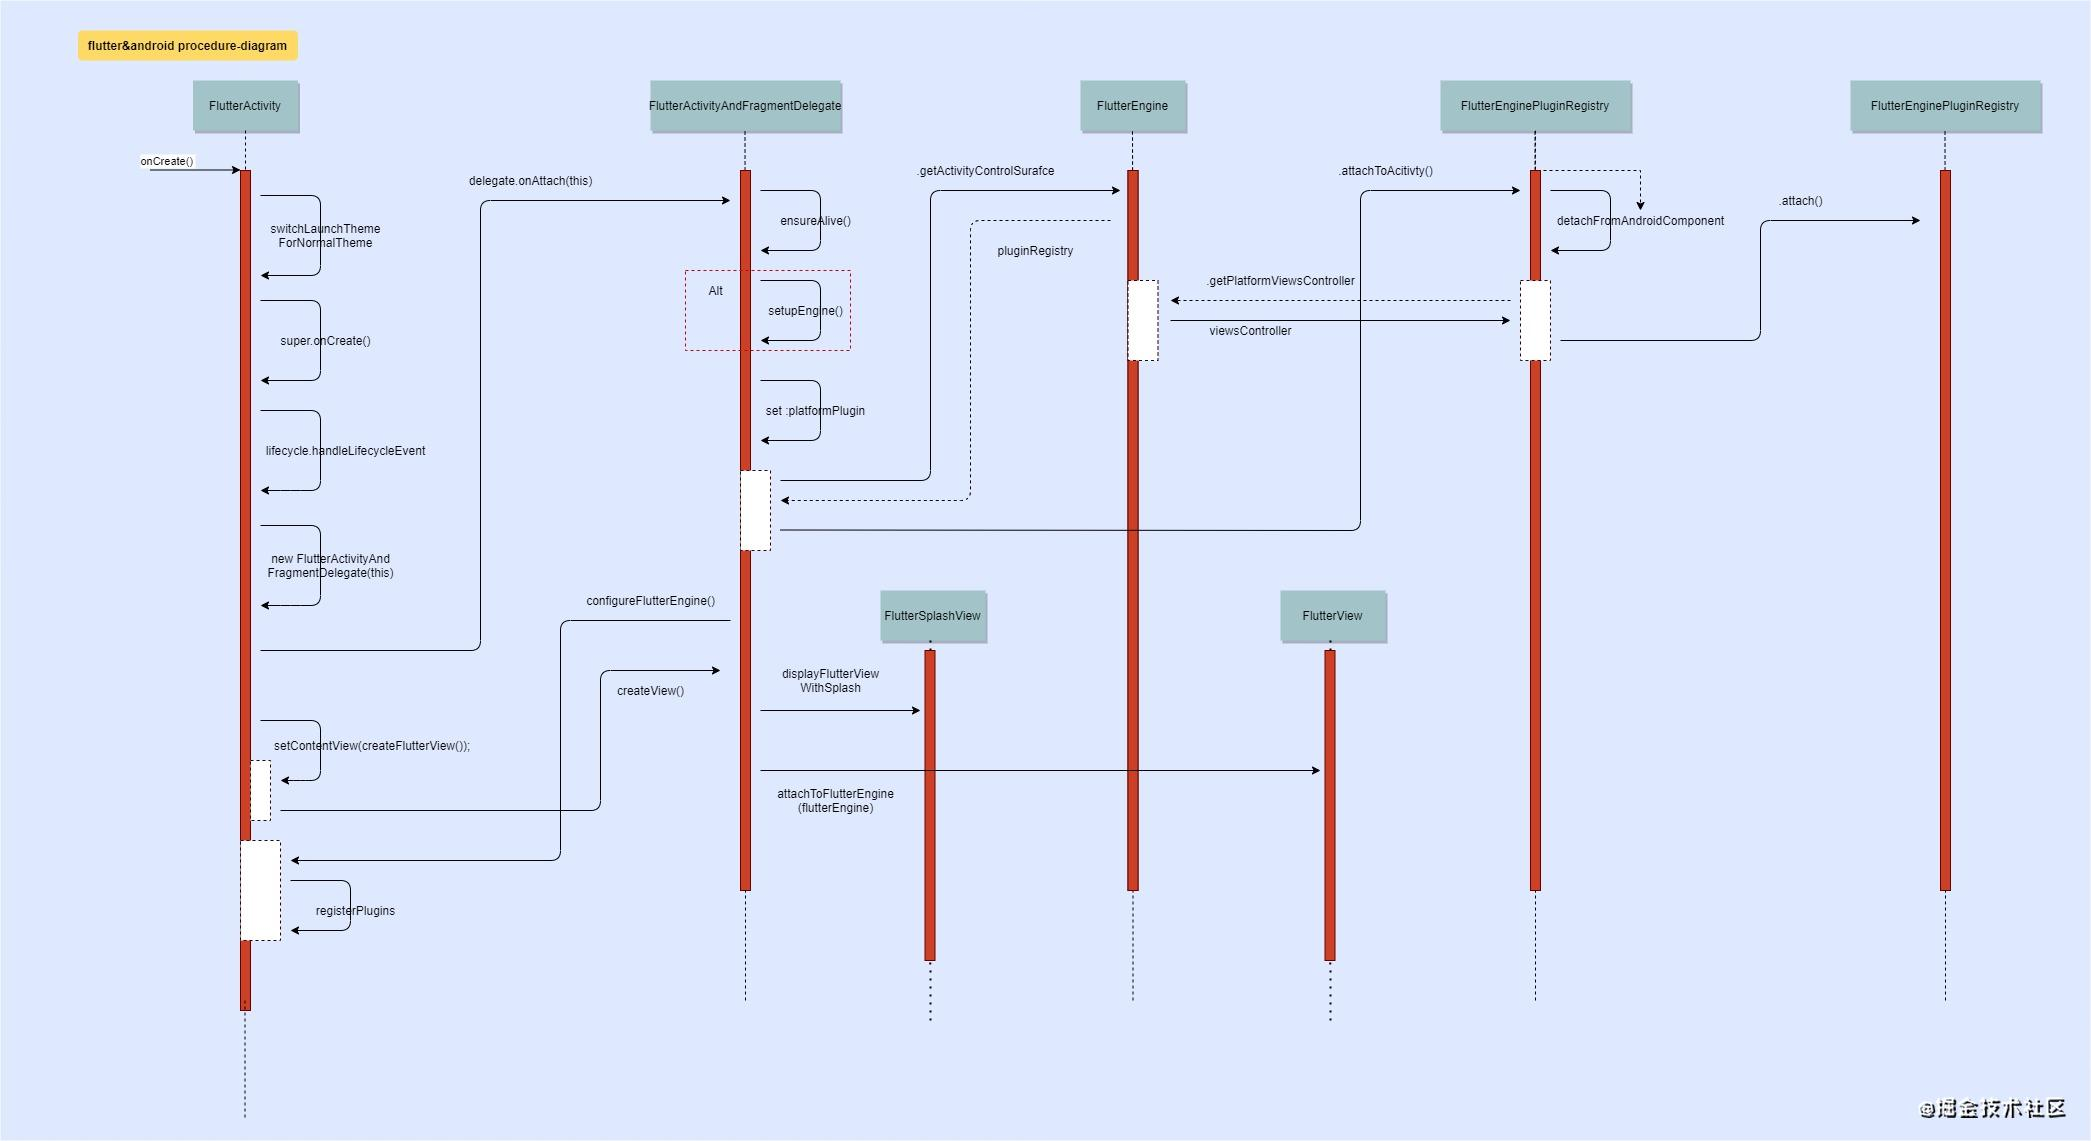 flutter&android procedure-diagram
FlutterActivity
FlutterActivityAndFragmentDelegate
FlutterEngine
FlutterEnginePluginRegistry
FlutterEnginePluginRegistry
onCreate()
delegate.onAttach(this)
.getActivityControlSurafce
.attachToAcitivty()
.attach()
switchLaunchTheme
ForNormalTheme
ensureAlive()
detachFromAndroidComponent
pluginRegistry
.getPlatformViewsController
Alt
setupEngine()
viewsController
super.onCreate()
set :platformPlugin
lifecycle.handleLifecycleEvent
new FlutterActivityAnd
FragmentDelegate(this)
configureFlutterEngine()
FlutterSplashView
FlutterView
createView()
displayFlutterView
WithSplash
setContentView(createFlutterView());
attachToFlutterEngine
(flutterEngine)
registerPlugins
@掘金技术社区